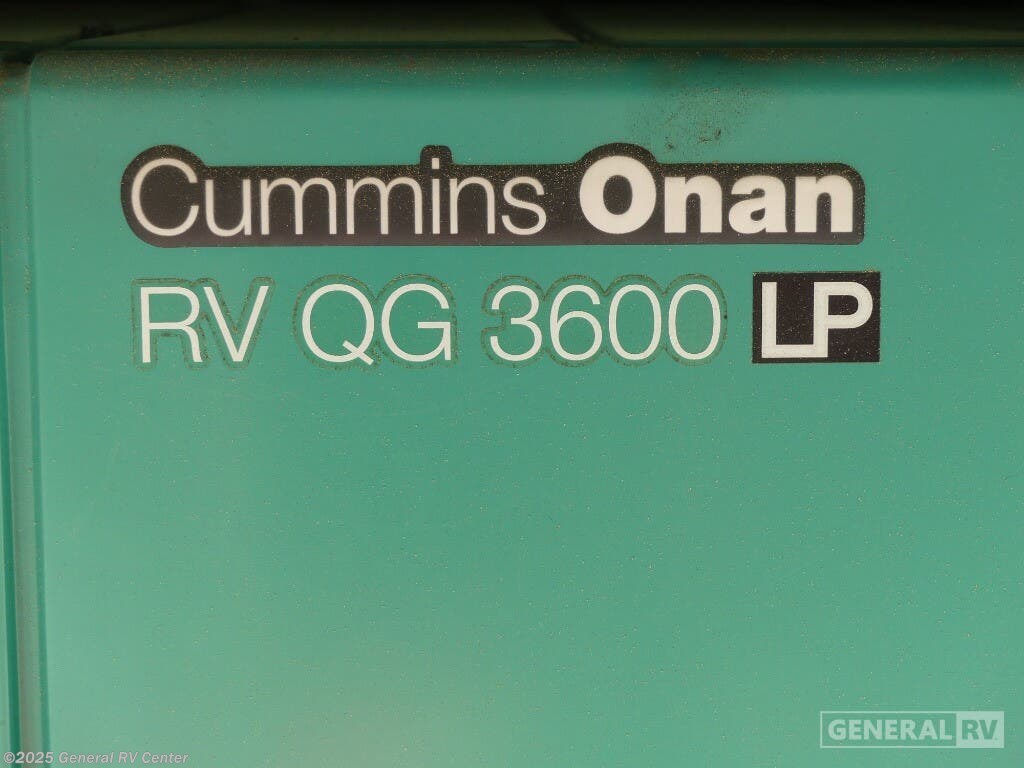 Cummins Onan
RV QG 3600 LP
GENERAL RV
©2025 General RV Center